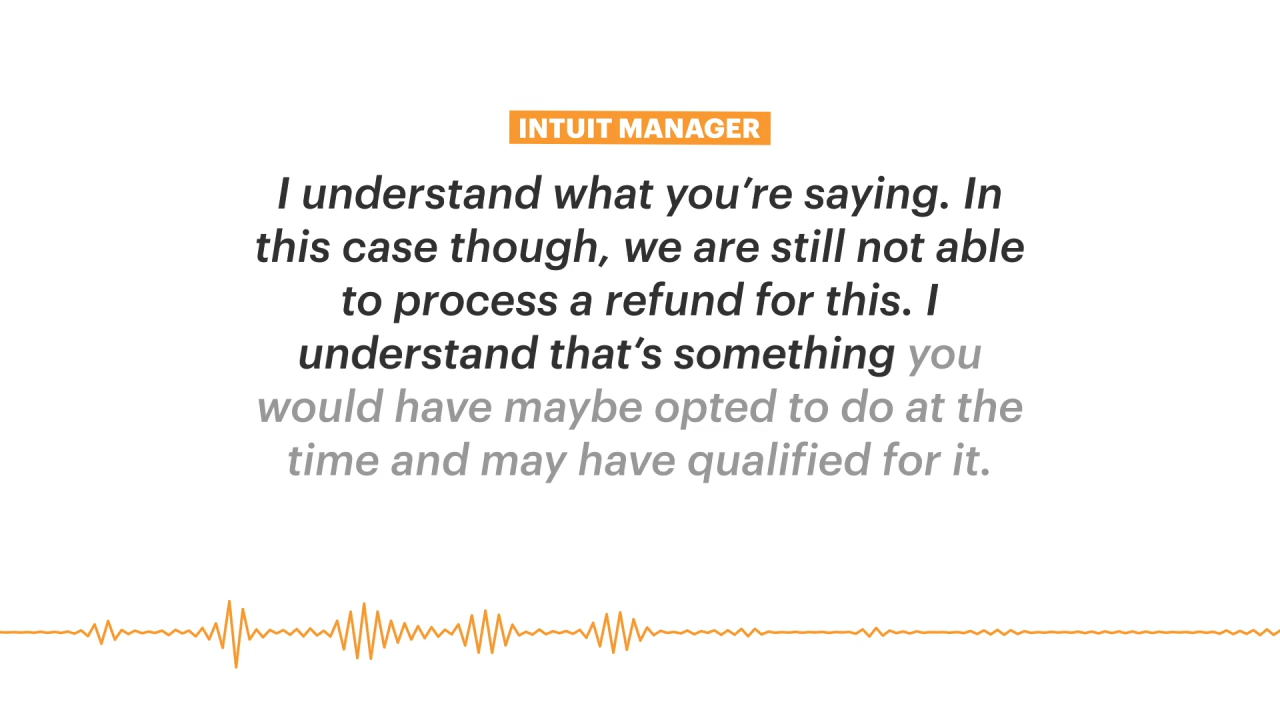 INTUIT MANAGER
I understand what you’re saying. In
this case though, we are still not able
to process a refund for this. I
understand that’s something you
would have maybe opted to do at the
time and may have qualified for it.